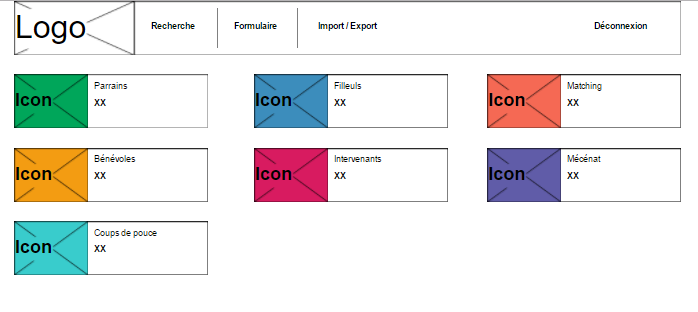 Logo
Recherche
Formulaire
Import / Export
Déconnexion
Icon
Parrains
XX
Icon
Filleuls
XX
Icon
Matching
XX
Icon
Bénévoles
XX
Icon
Intervenants
XX
Icon
Mécénat
XX
Icon
Coups de pouce
XX